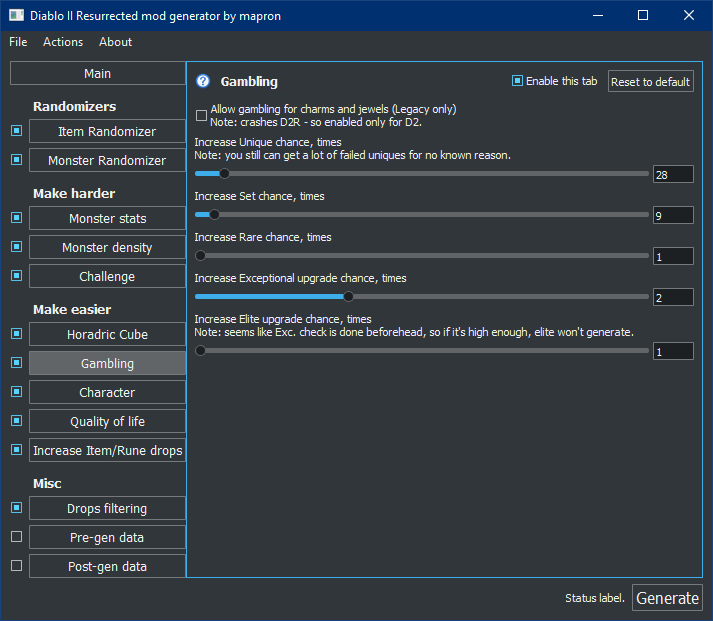 Diablo II Resurrected mod generator by mapron
File Actions About
Main
Randomizers
Item Randomizer
Monster Randomizer
Make harder
Monster stats
Monster density
Challenge
Make easier
Horadric Cube
Gambling
Character
Quality of life
Increase Item/Rune drops
Misc
Drops filtering
Pre-gen data
Post-gen data
? Gambling
Enable this tab
Reset to default
Allow gambling for charms and jewels (Legacy only)
Note: crashes D2R - so enabled only for D2.
Increase Unique chance, times
Note: you still can get a lot of failed uniques for no known reason.
28
Increase Set chance, times
9
Increase Rare chance, times
1
Increase Exceptional upgrade chance, times
2
Increase Elite upgrade chance, times
Note: seems like Exc. check is done beforehead, so if it's high enough, elite won't generate.
1
Status label.
Generate